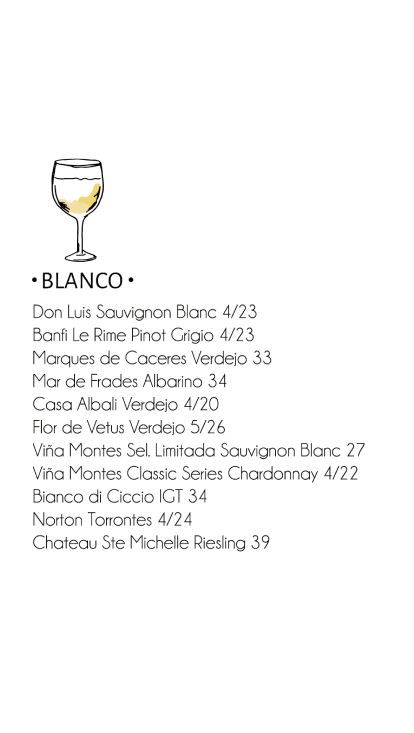 • BLANCO •
Don Luis Sauvignon Blanc 4/23
Banfi Le Rime Pinot Grigio 4/23
Marques de Caceres Verdejo 33
Mar de Frades Albarino 34
Casa Albali Verdejo 4/20
Flor de Vetus Verdejo 5/26
Viña Montes Sel. Limitada Sauvignon Blanc 27
Viña Montes Classic Series Chardonnay 4/22
Bianco di Ciccio IGT 34
Norton Torrontes 4/24
Chateau Ste Michelle Riesling 39